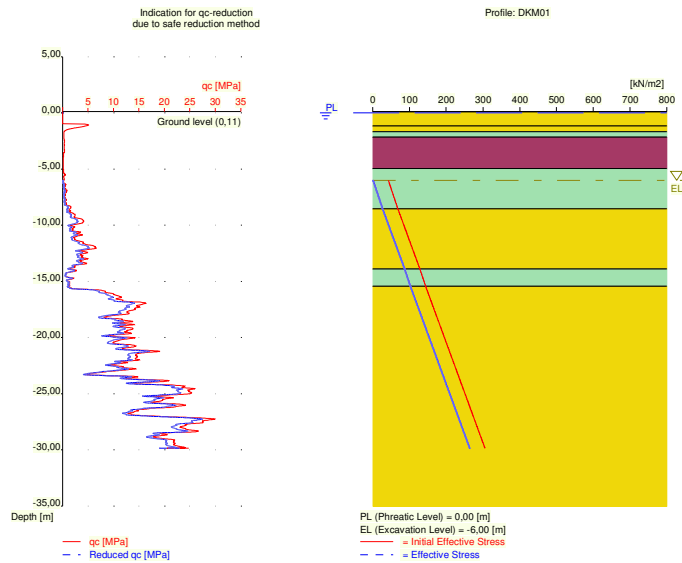 Indication for qc-reduction
due to safe reduction method
Profile: DKM01
5,00
qc [MPa]
5 10 15 20 25 30 35
0,00
Ground level (0,11)
-5,00
-10,00
-15,00
-20,00
-25,00
-30,00
-35,00
Depth [m]
qc [MPa]
Reduced qc [MPa]
[kN/m2]
PL
0 100 200 300 400 500 600 700 800
EL
PL (Phreatic Level) = 0,00 [m]
EL (Excavation Level) = -6,00 [m]
= Initial Effective Stress
= Effective Stress